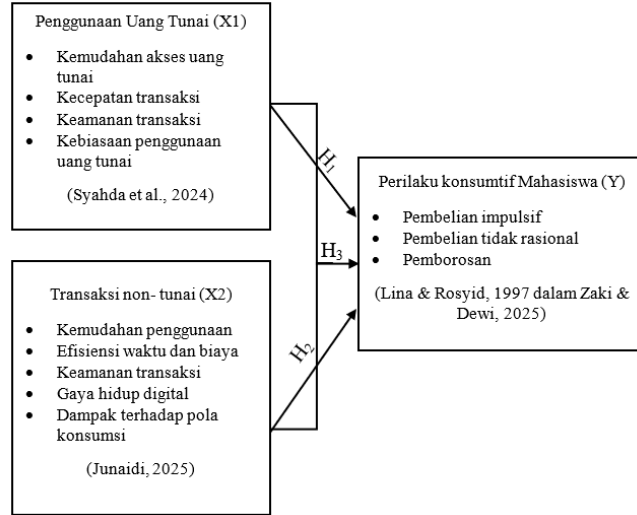 Penggunaan Uang Tunai (X1)
• Kemudahan akses uang
tunai
• Kecepatan transaksi
• Keamanan transaksi
• Kebiasaan penggunaan
uang tunai
(Syahda et al., 2024)
H1
H3
H2
Transaksi non- tunai (X2)
• Kemudahan penggunaan
• Efisiensi waktu dan biaya
• Keamanan transaksi
• Gaya hidup digital
• Dampak terhadap pola
konsumsi
(Junaidi, 2025)
Perilaku konsumtif Mahasiswa (Y)
• Pembelian impulsif
• Pembelian tidak rasional
• Pemborosan
(Lina & Rosyid, 1997 dalam Zaki &
Dewi, 2025)